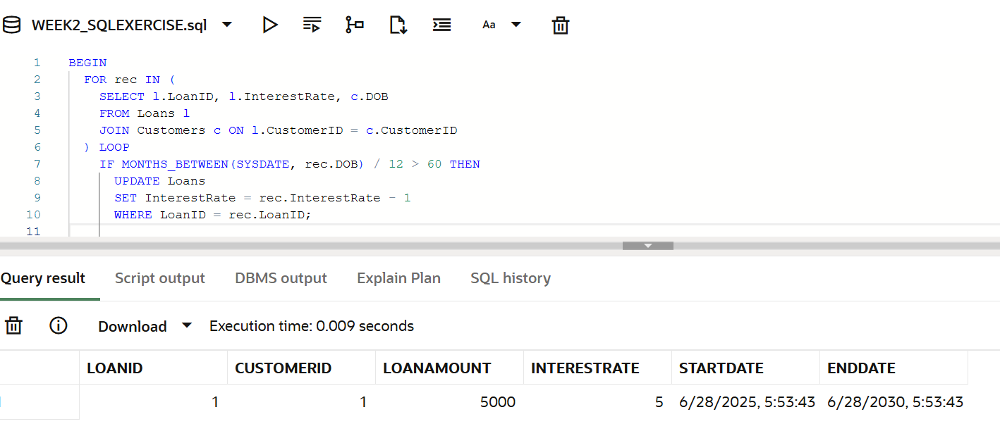 WEEK2_SQLEXERCISE.sql Aa
1 BEGIN
2 FOR rec IN (
3 SELECT l.LoanID, l.InterestRate, c.DOB
4 FROM Loans l
5 JOIN Customers c ON l.CustomerID = c.CustomerID
6 ) LOOP
7 IF MONTHS_BETWEEN(SYSDATE, rec.DOB) / 12 > 60 THEN
8 UPDATE Loans
9 SET InterestRate = rec.InterestRate - 1
10 WHERE LoanID = rec.LoanID;
11
Query result Script output DBMS output Explain Plan SQL history
Download Execution time: 0.009 seconds
LOANID CUSTOMERID LOANAMOUNT INTERESTRATE STARTDATE ENDDATE
1 1 5000 5 6/28/2025, 5:53:43 6/28/2030, 5:53:43